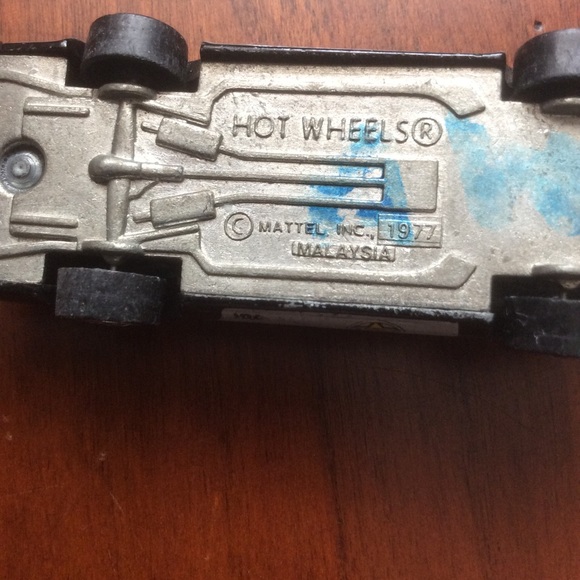 HOT WHEELS®
© MATTEL, INC., 1977
MALAYSIA